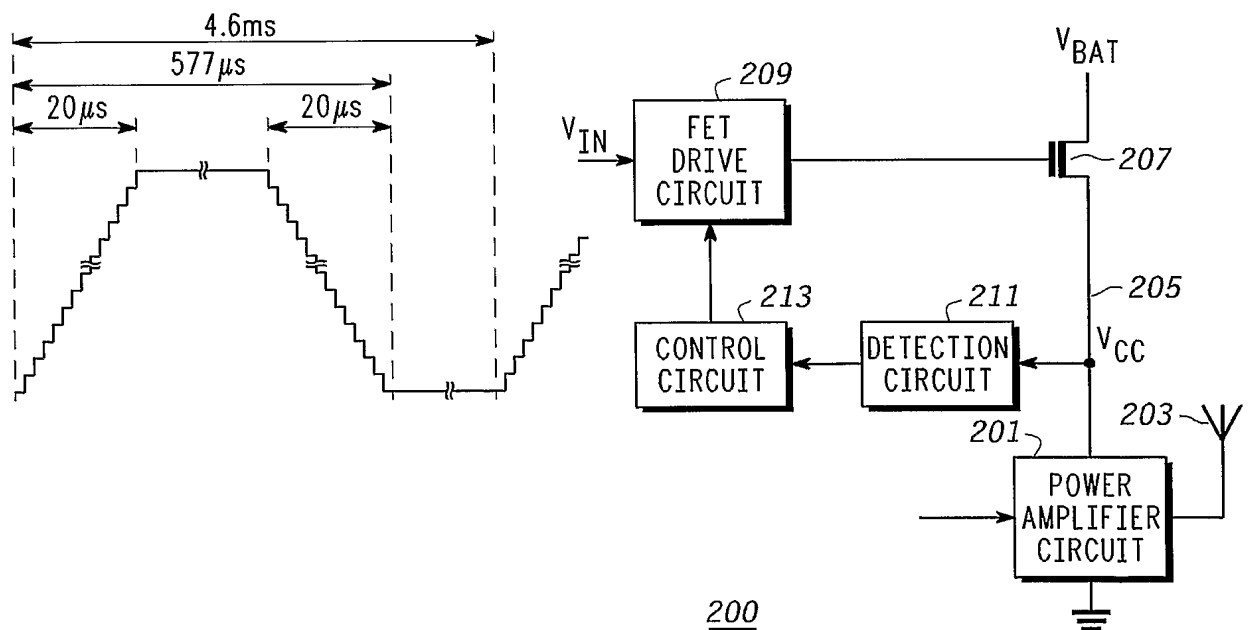 4.6ms
577µs
20µs
20µs
V_IN
209
FET
DRIVE
CIRCUIT
V_BAT
207
205
213
CONTROL
CIRCUIT
211
DETECTION
CIRCUIT
V_CC
203
201
POWER
AMPLIFIER
CIRCUIT
200